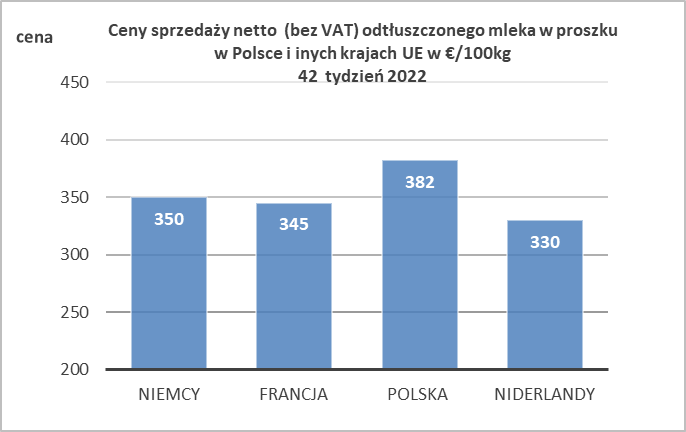 cena
Ceny sprzedaży netto  (bez VAT) odtłuszczonego mleka w proszku
w Polsce i inych krajach UE w €/100kg
42  tydzień 2022
450
400
350
300
250
200
350
345
382
330
NIEMCY
FRANCJA
POLSKA
NIDERLANDY